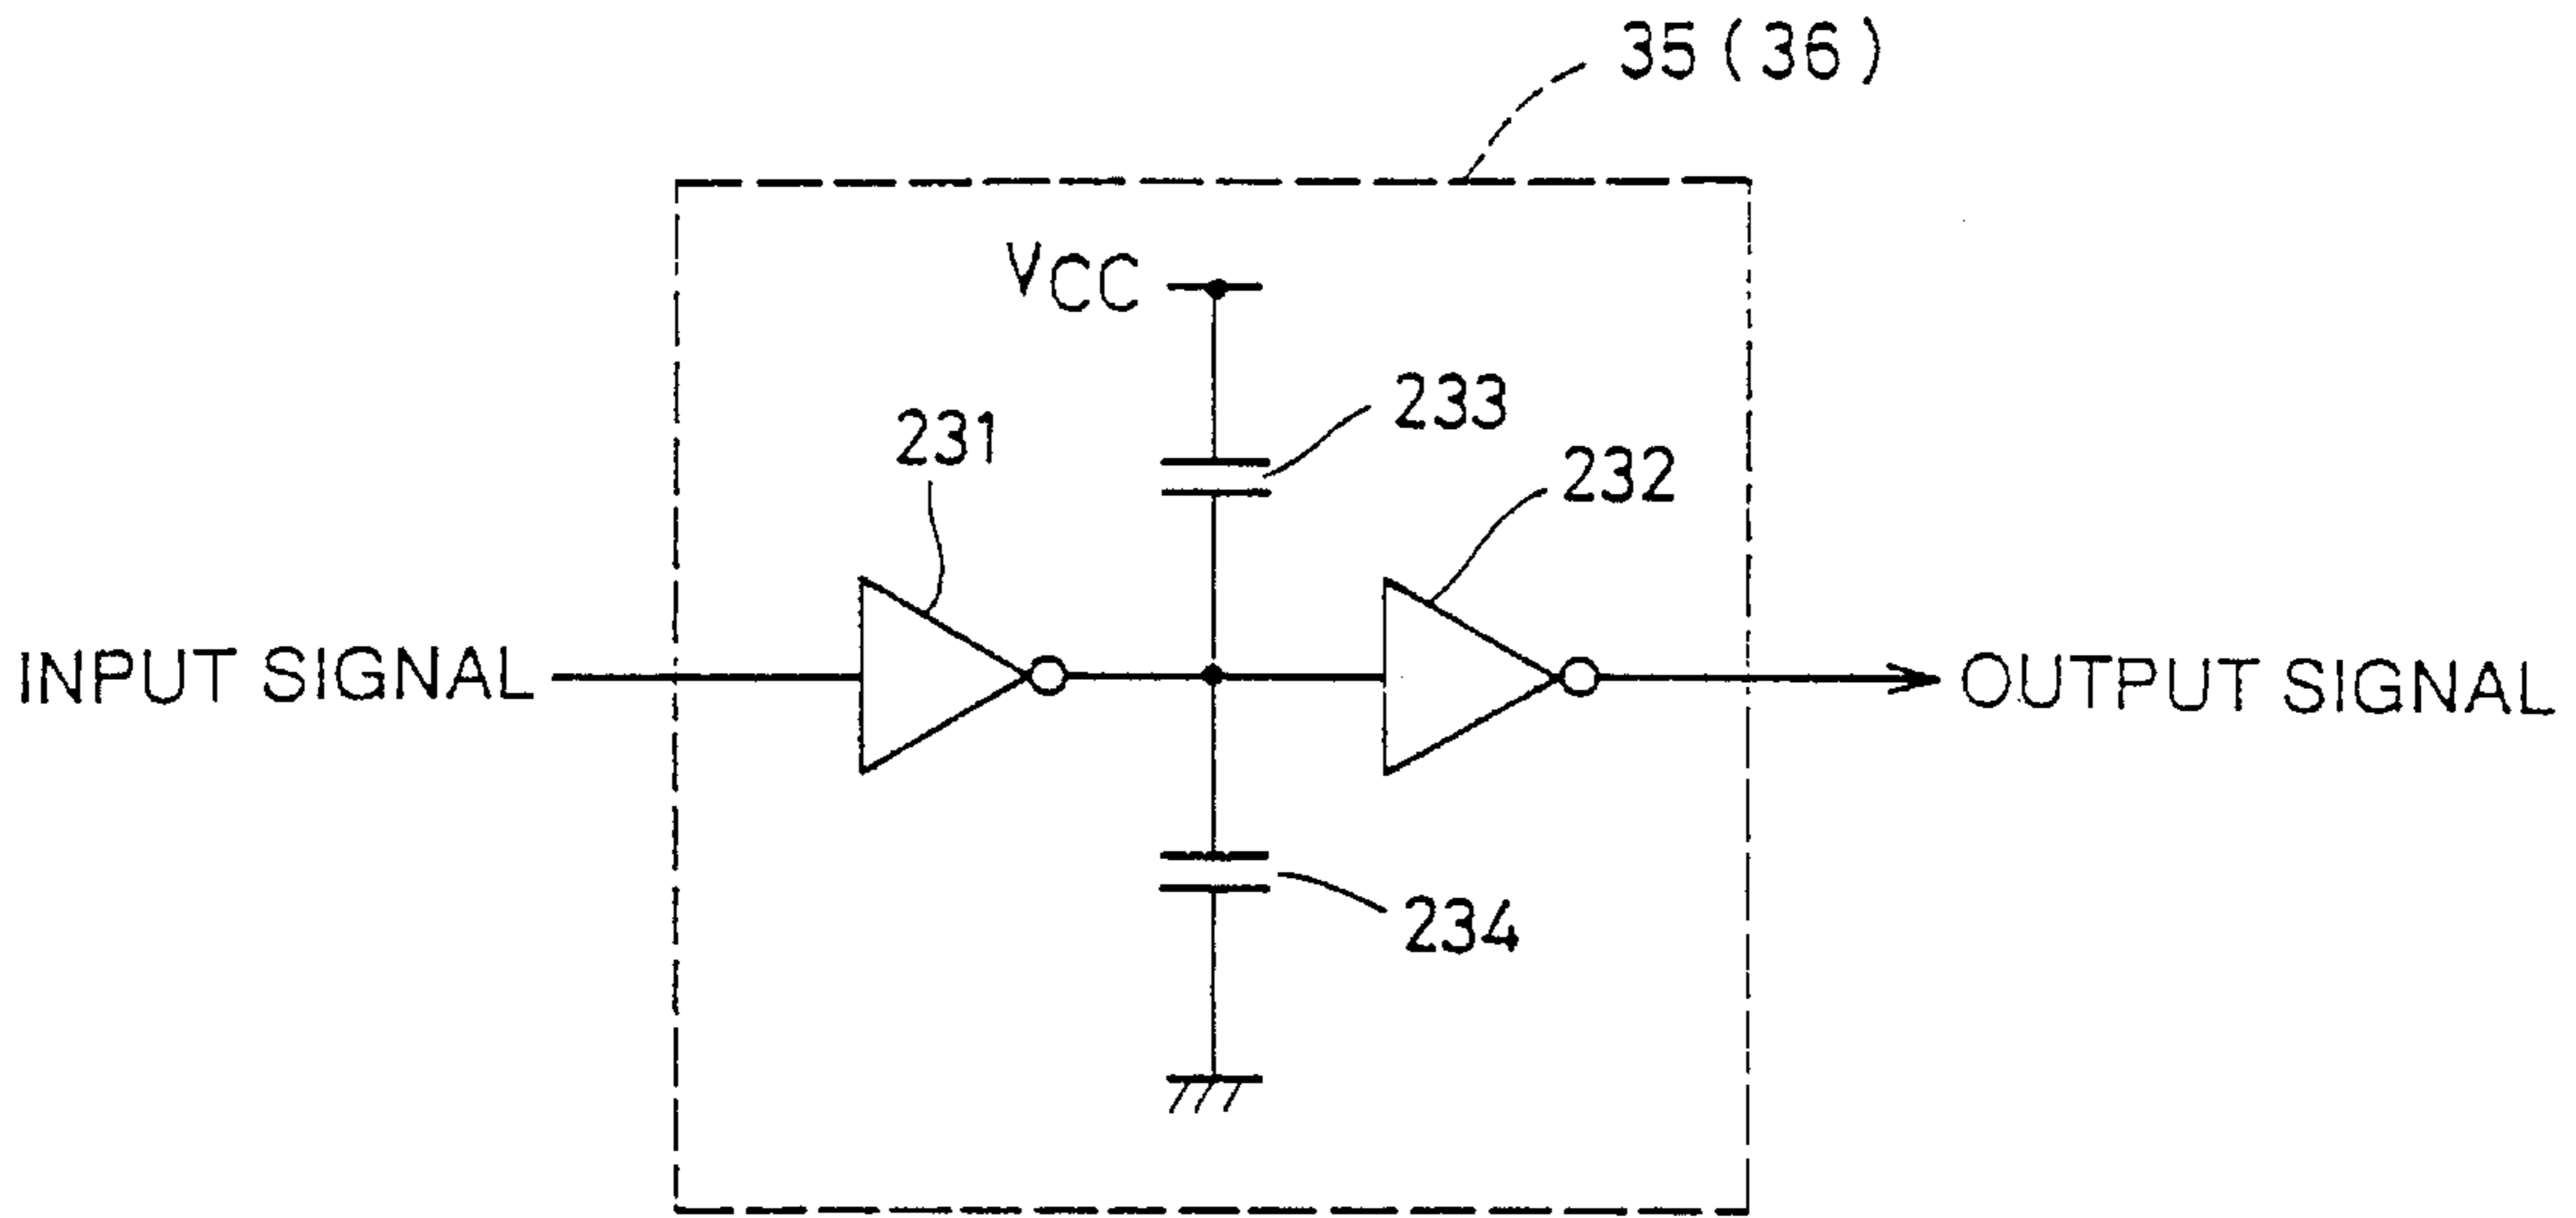 35 (36)
VCC
233
231
232
INPUT SIGNAL
OUTPUT SIGNAL
234